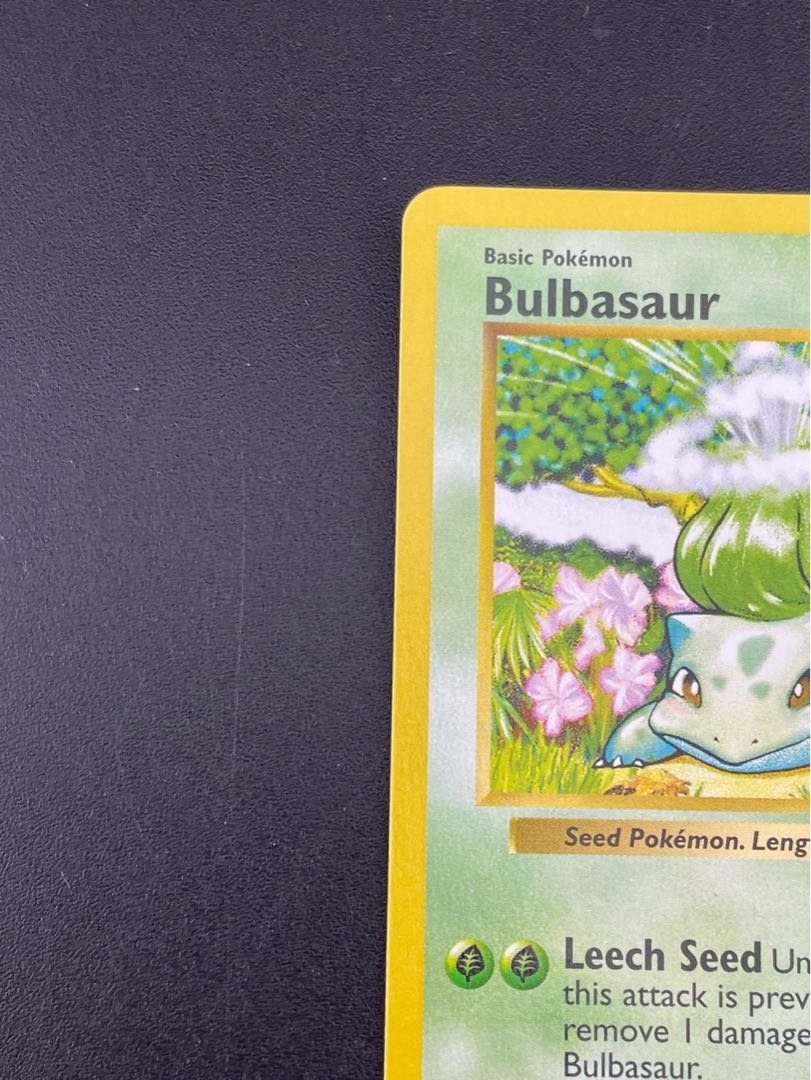 Basic Pokémon
Bulbasaur
Seed Pokémon. Leng
Leech Seed Un
this attack is prev
remove 1 damage
Bulbasaur.